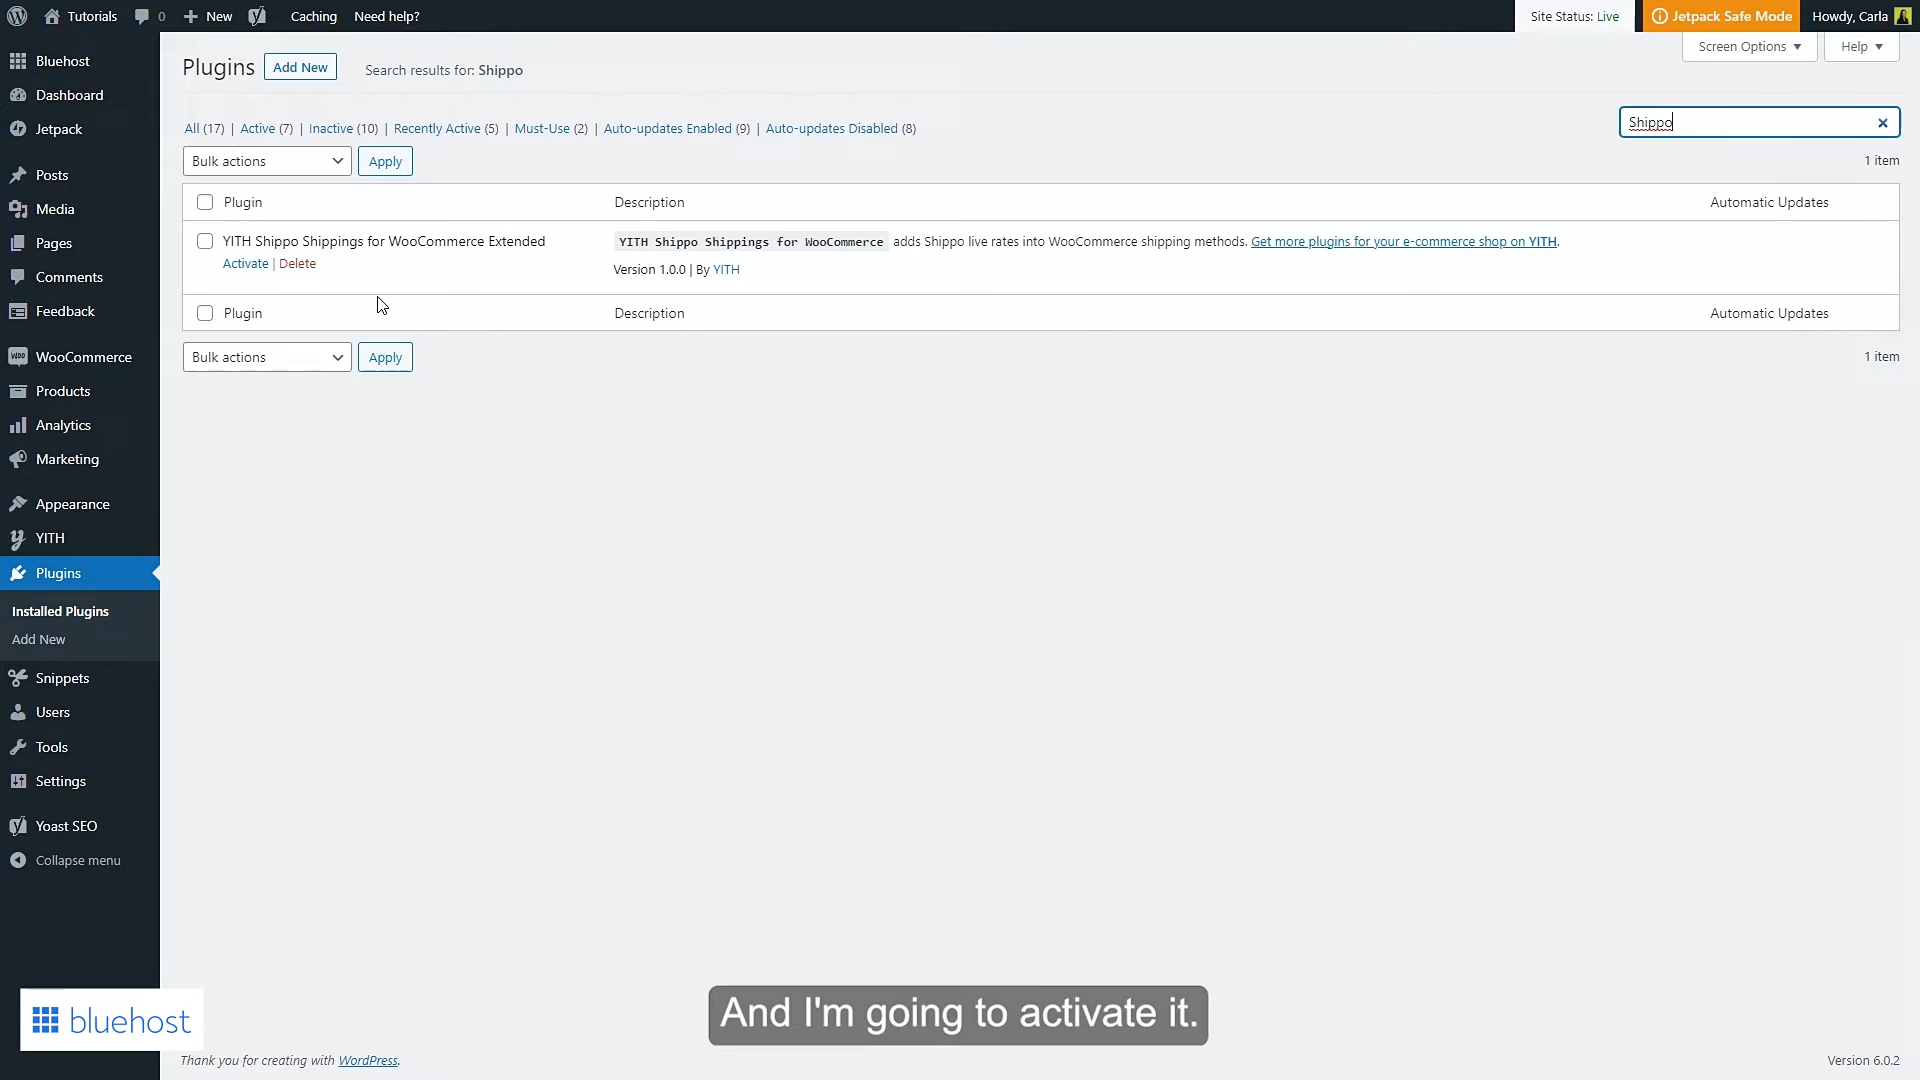 Tutorials 0 New Caching Need help? Site Status: Live Jetpack Safe Mode Howdy, Carla
Screen Options Help
Bluehost
Dashboard
Jetpack
Posts
Media
Pages
Comments
Feedback
WooCommerce
Products
Analytics
Marketing
Appearance
YITH
Plugins
Installed Plugins
Add New
Snippets
Users
Tools
Settings
Yoast SEO
Collapse menu
Plugins Add New Search results for: Shippo
All (17) | Active (7) | Inactive (10) | Recently Active (5) | Must-Use (2) | Auto-updates Enabled (9) | Auto-updates Disabled (8)
Shippo
Bulk actions Apply 1 item
Plugin Description Automatic Updates
YITH Shippo Shippings for WooCommerce Extended YITH Shippo Shippings for WooCommerce adds Shippo live rates into WooCommerce shipping methods. Get more plugins for your e-commerce shop on YITH.
Activate | Delete Version 1.0.0 | By YITH
Plugin Description Automatic Updates
Bulk actions Apply 1 item
And I'm going to activate it.
bluehost
Thank you for creating with WordPress. Version 6.0.2